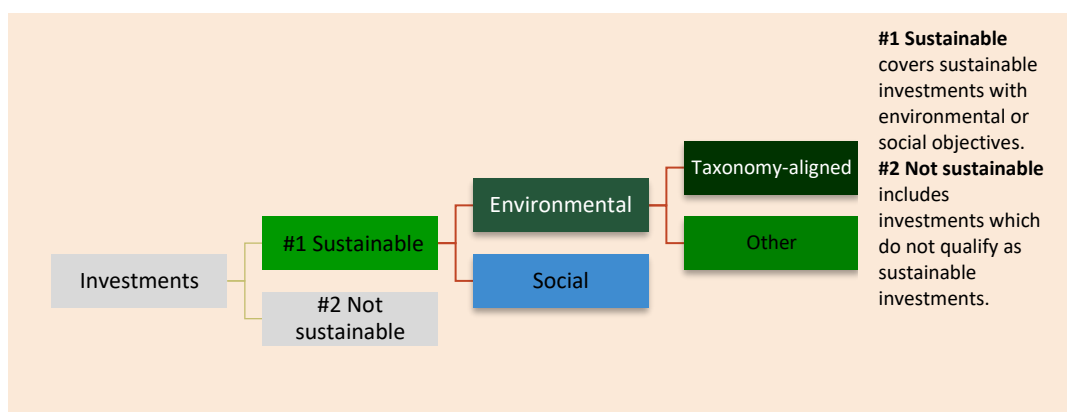 Investments
#1 Sustainable
#2 Not
sustainable
Environmental
Social
Taxonomy-aligned
Other
#1 Sustainable
covers sustainable
investments with
environmental or
social objectives.
#2 Not sustainable
includes
investments which
do not qualify as
sustainable
investments.